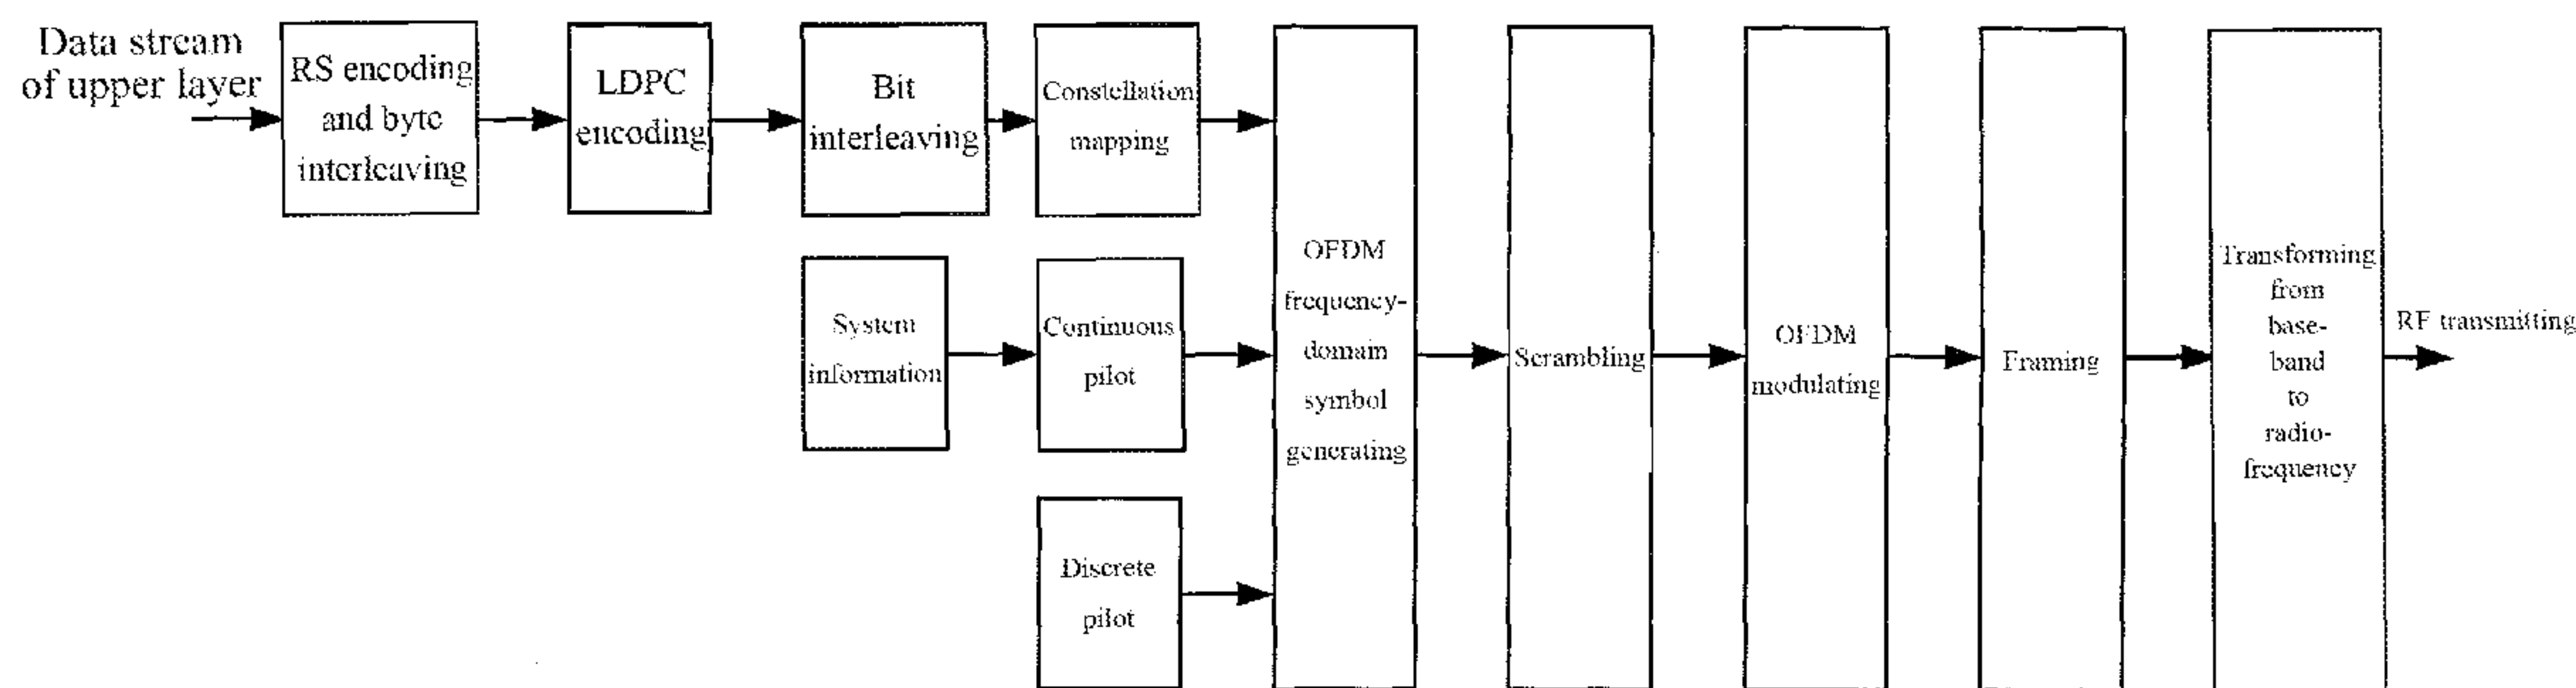 Data stream
of upper layer
RS encoding
and byte
interleaving
LDPC
encoding
Bit
interleaving
Constellation
mapping
System
information
Continuous
pilot
Discrete
pilot
OFDM
frequency-
domain
symbol
generating
Scrambling
OFDM
modulating
Framing
Transforming
from
base-
band
to
radio-
frequency
RF transmitting